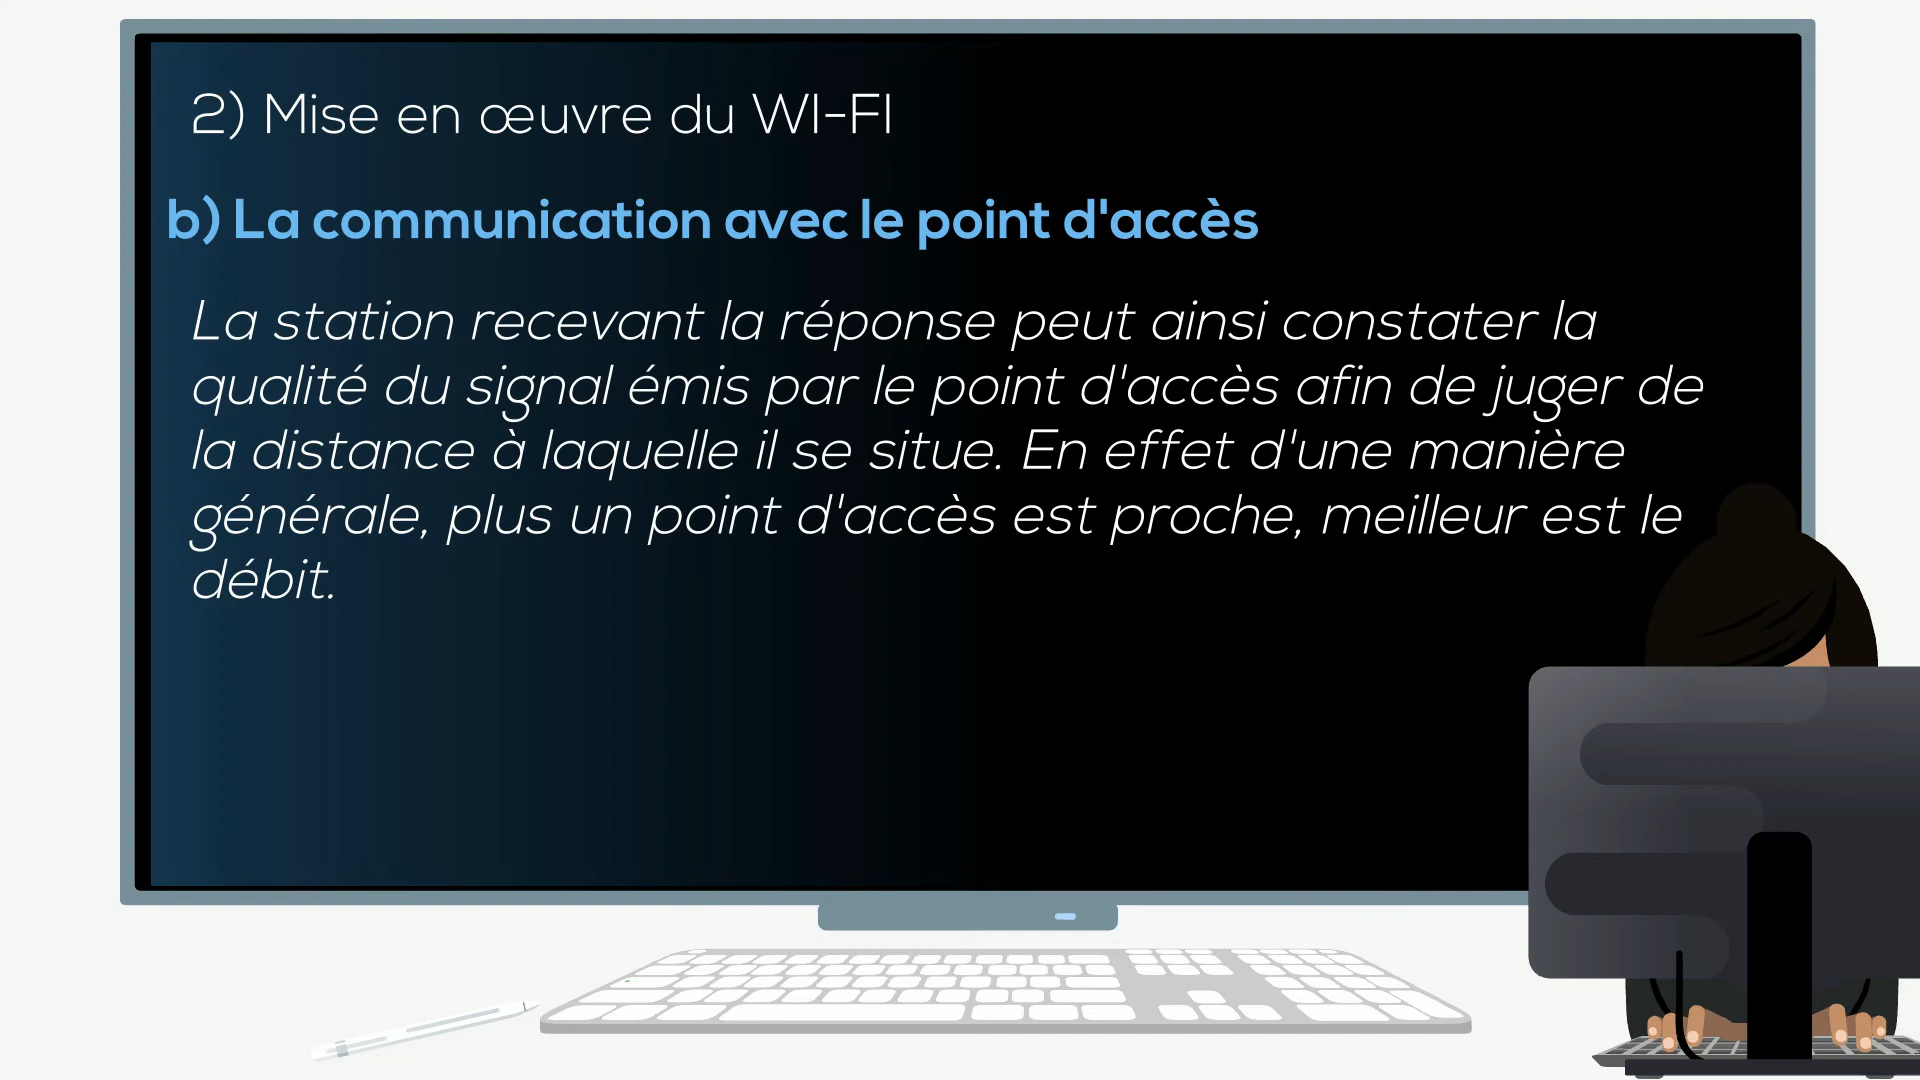 2) Mise en œuvre du WI-FI
b) La communication avec le point d'accès
La station recevant la réponse peut ainsi constater la
qualité du signal émis par le point d'accès afin de juger de
la distance à laquelle il se situe. En effet d'une manière
générale, plus un point d'accès est proche, meilleur est le
débit.